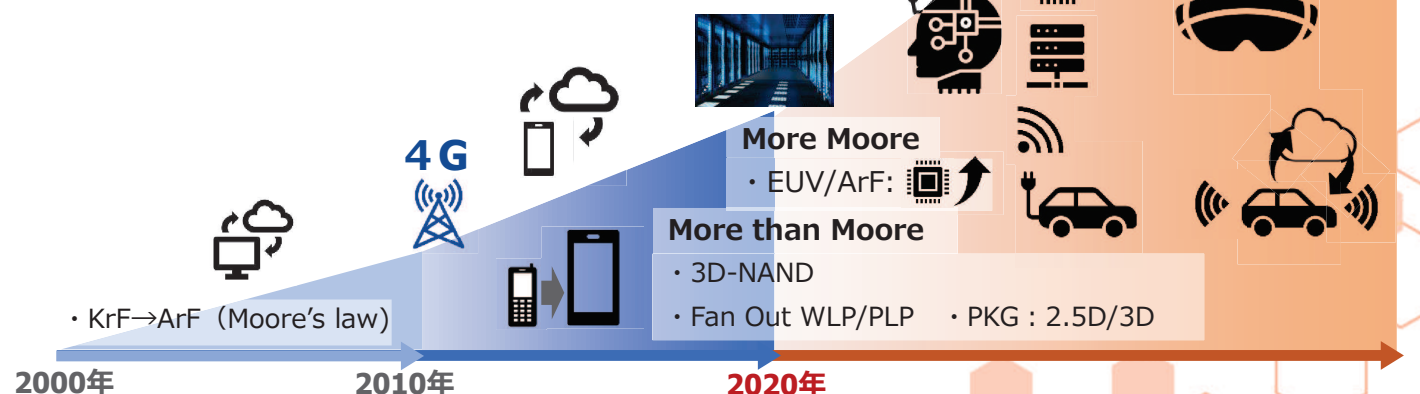 ４G
More Moore
・EUV/ArF:
More than Moore
・3D-NAND
・KrF→ArF（Moore’s law)
・Fan Out WLP/PLP ・PKG：2.5D/3D
2000年 2010年 2020年